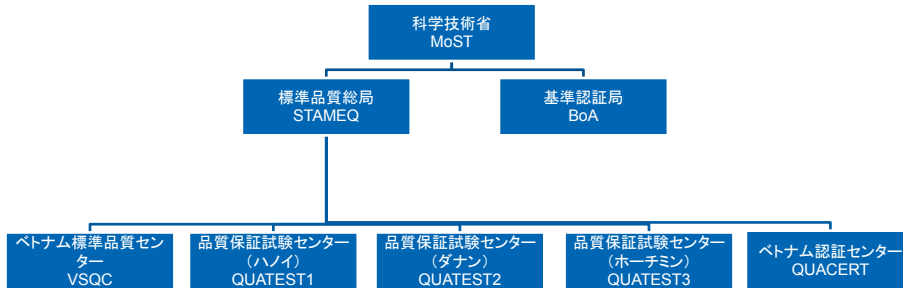 科学技術省
MoST
標準品質総局
STAMEQ
基準認証局
BoA
ベトナム標準品質セン
ター
VSQC
品質保証試験センター
(ハノイ)
QUATEST1
品質保証試験センター
(ダナン)
QUATEST2
品質保証試験センター
(ホーチミン)
QUATEST3
ベトナム認証センター
QUACERT